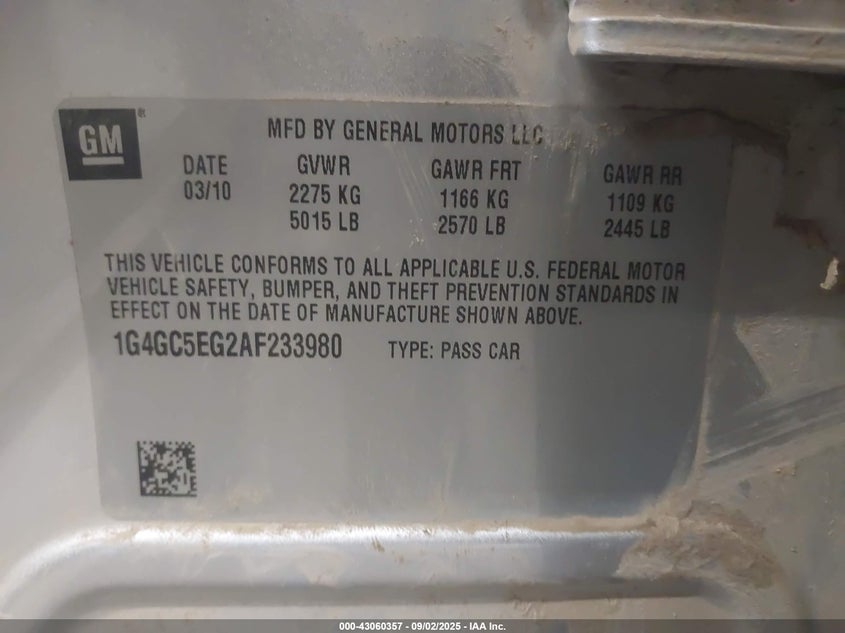 GM®
MFD BY GENERAL MOTORS LLC
DATE GVWR GAWR FRT GAWR RR
03/10 2275 KG 1166 KG 1109 KG
5015 LB 2570 LB 2445 LB
THIS VEHICLE CONFORMS TO ALL APPLICABLE U.S. FEDERAL MOTOR
VEHICLE SAFETY, BUMPER, AND THEFT PREVENTION STANDARDS IN
EFFECT ON THE DATE OF MANUFACTURE SHOWN ABOVE.
1G4GC5EG2AF233980 TYPE: PASS CAR
000-43060357 - 09/02/2025 - IAA Inc.